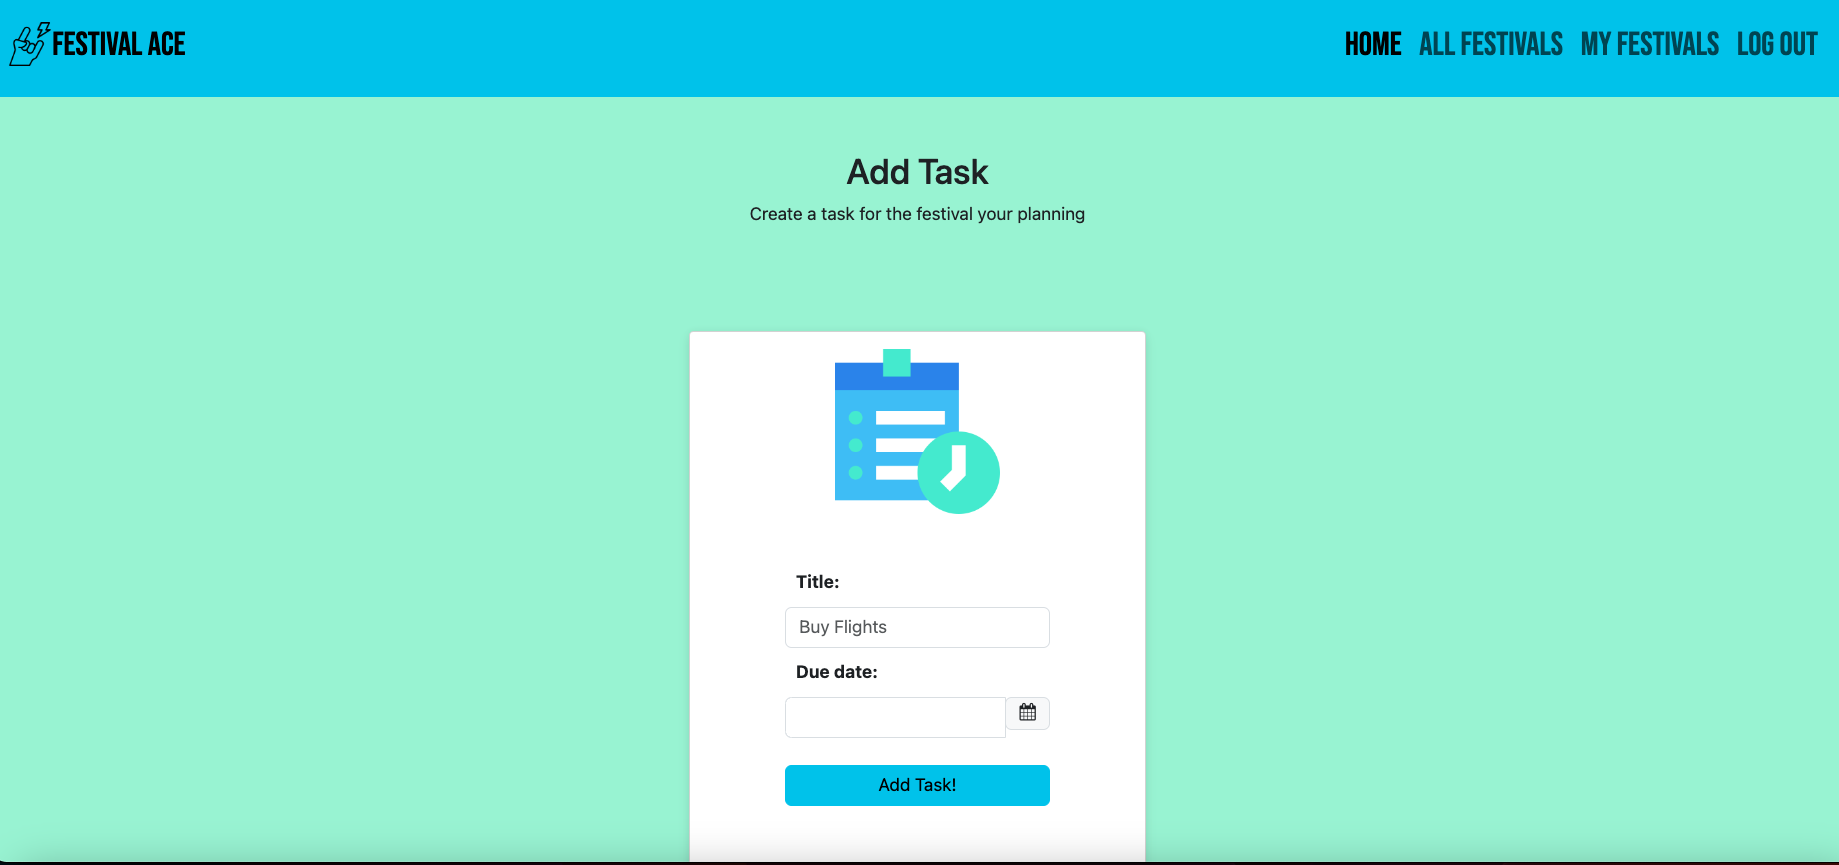 FESTIVAL ACE
HOME ALL FESTIVALS MY FESTIVALS LOG OUT
Add Task
Create a task for the festival your planning
Title:
Buy Flights
Due date:
Add Task!